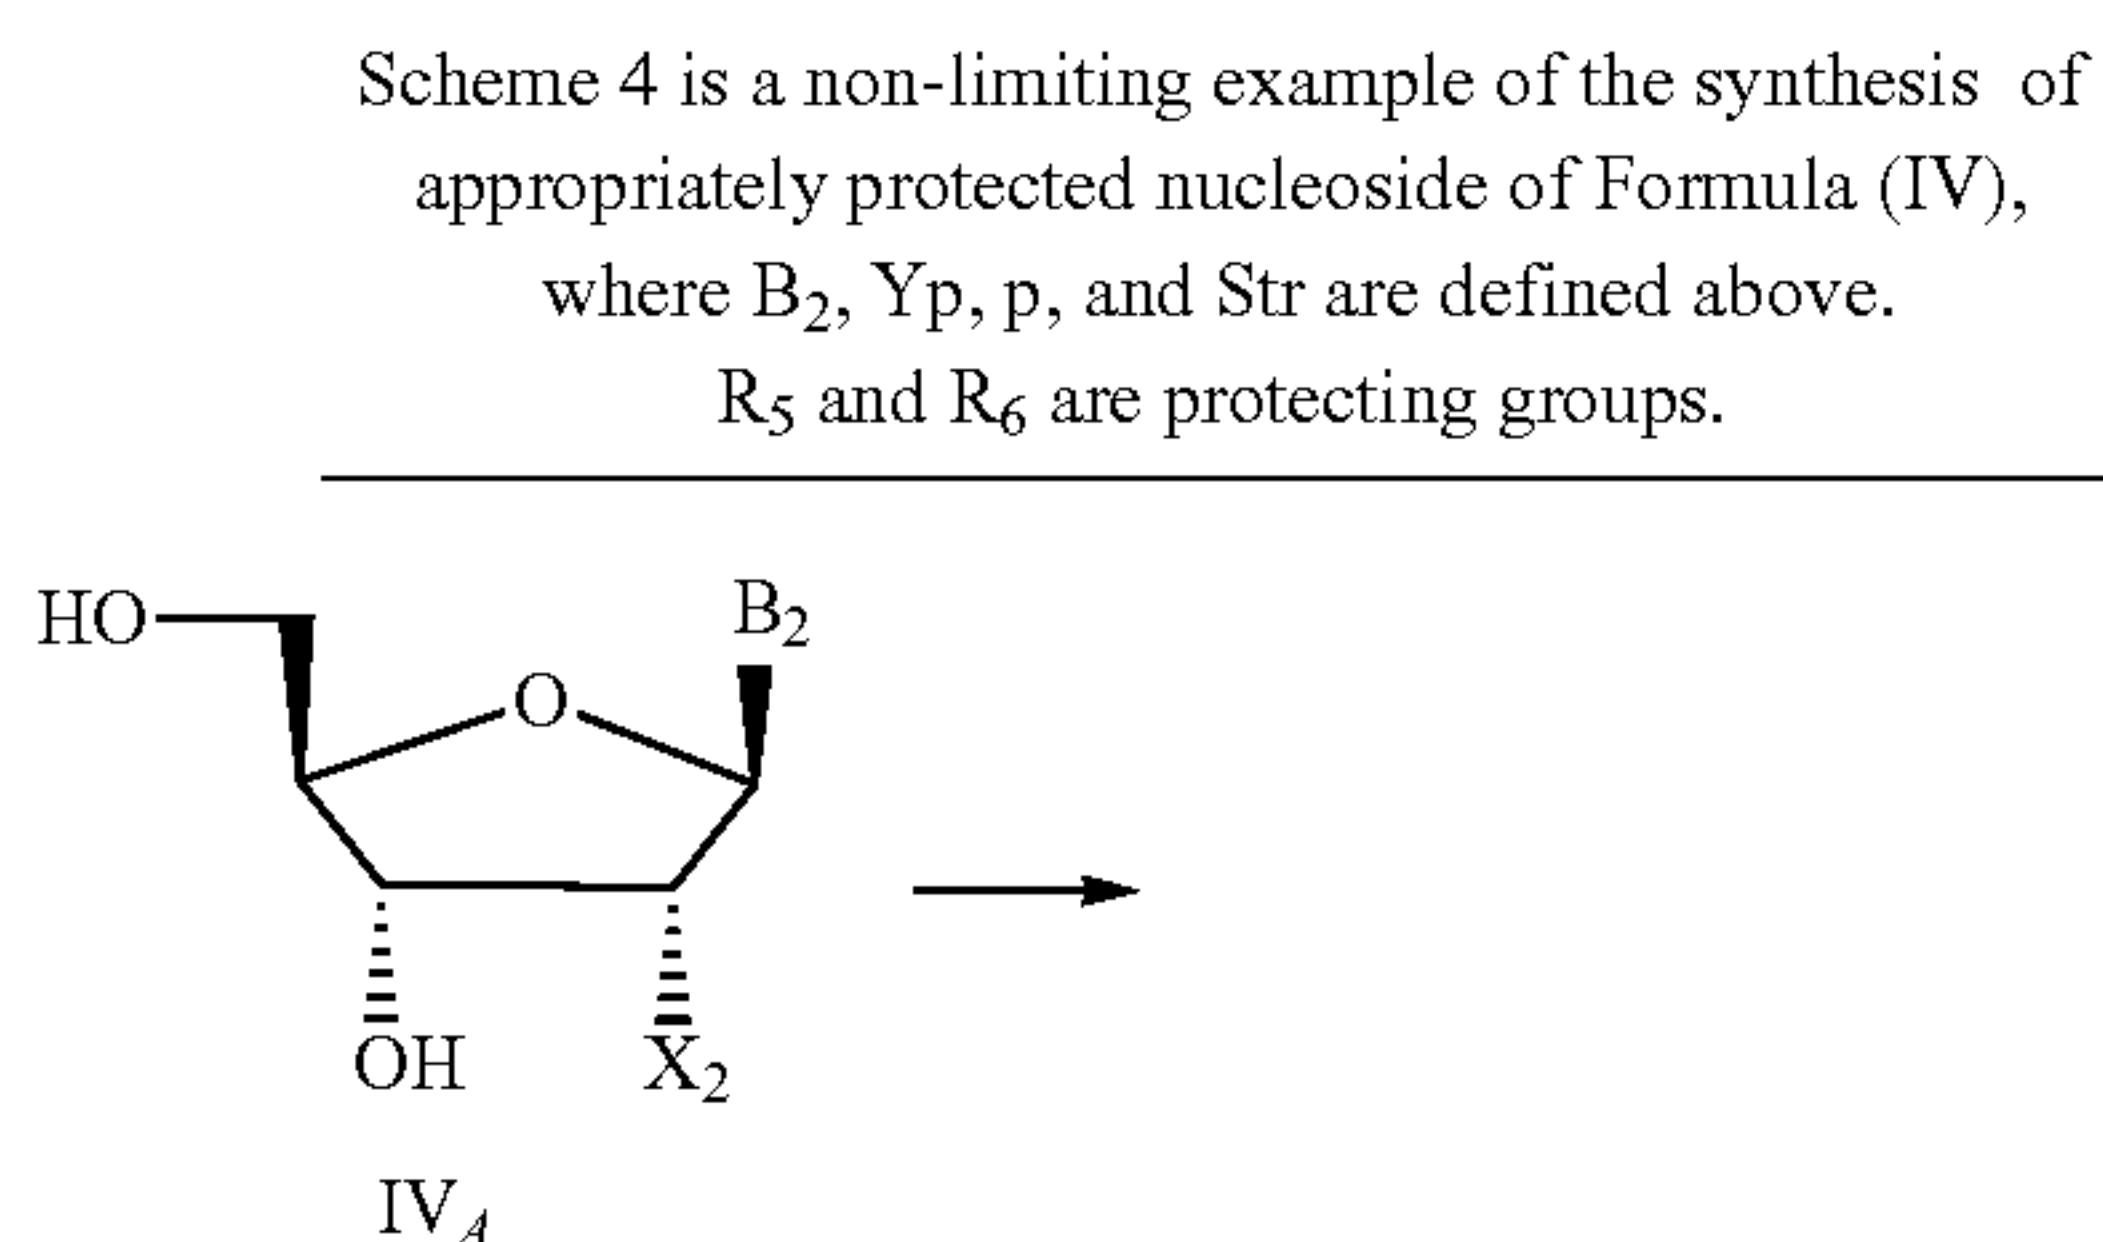 Scheme 4 is a non-limiting example of the synthesis of
appropriately protected nucleoside of Formula (IV),
where B₂, Yp, p, and Str are defined above.
R₅ and R₆ are protecting groups.
HO
B₂
O
OH
X₂
IV_A